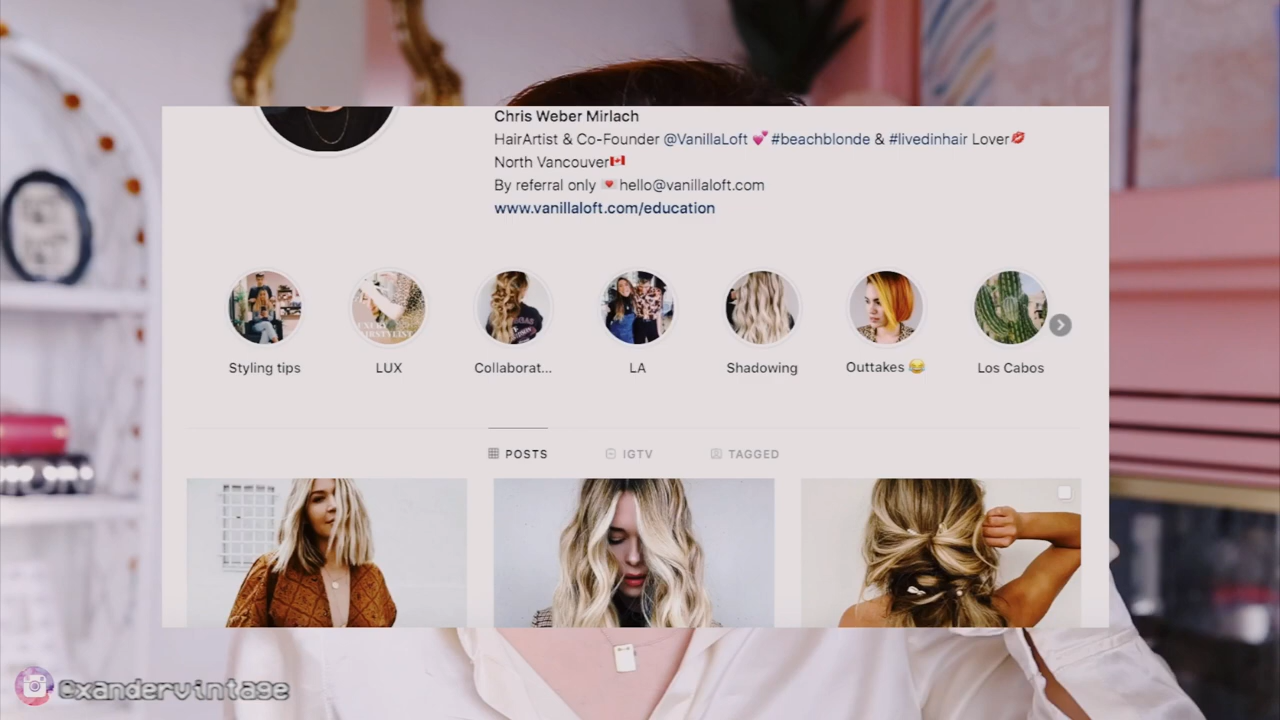 Chris Weber Mirlach
HairArtist & Co-Founder @VanillaLoft 💕 #beachblonde & #livedinhair Lover💋
North Vancouver🇨🇦
By referral only 💌hello@vanillaloft.com
www.vanillaloft.com/education
Styling tips
LUX
Collaborat...
LA
Shadowing
Outtakes 😂
Los Cabos
POSTS
IGTV
TAGGED
@xandervintage